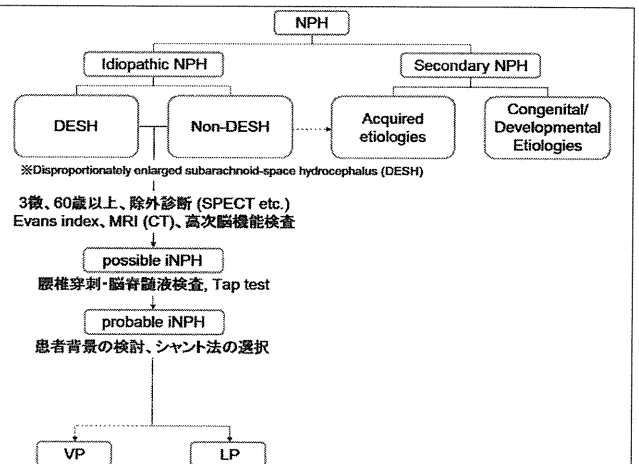 NPH
Idiopathic NPH
Secondary NPH
DESH
Non-DESH
Acquired
etiologies
Congenital/
Developmental
Etiologies
※Disproportionately enlarged subarachnoid-space hydrocephalus (DESH)
3徴、60歳以上、除外診断 (SPECT etc.)
Evans index、MRI (CT)、高次脳機能検査
possible iNPH
腰椎穿刺・脳脊髄液検査, Tap test
probable iNPH
患者背景の検討、シャント法の選択
VP
LP